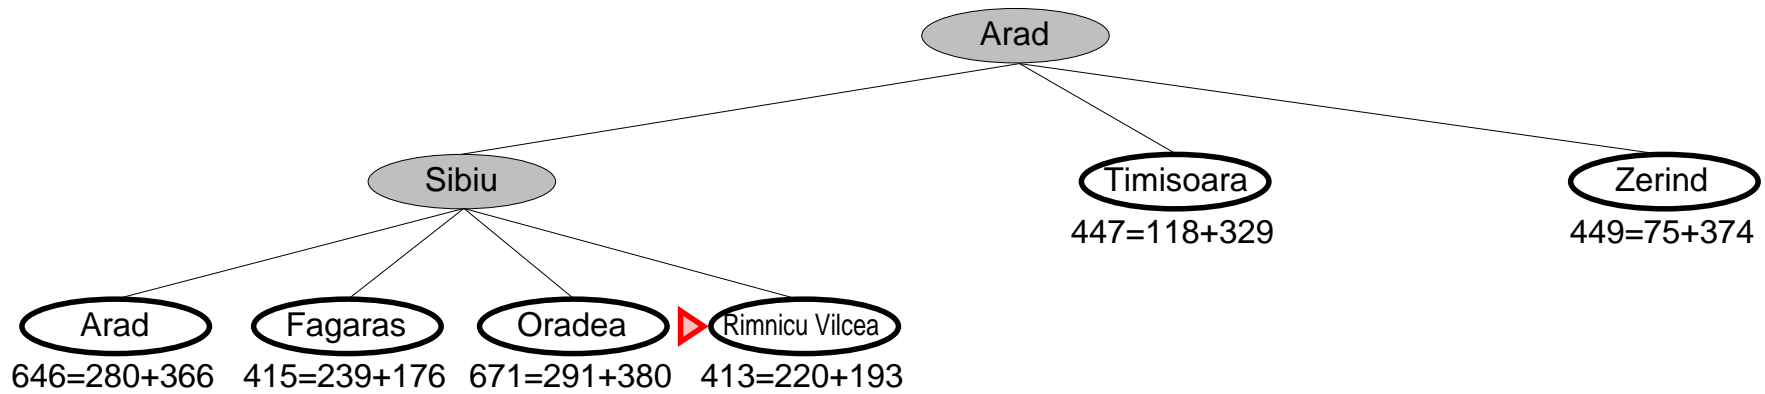 Arad
Sibiu Timisoara Zerind
447=118+329 449=75+374
Arad Fagaras Oradea Rimnicu Vilcea
646=280+366 415=239+176 671=291+380 413=220+193